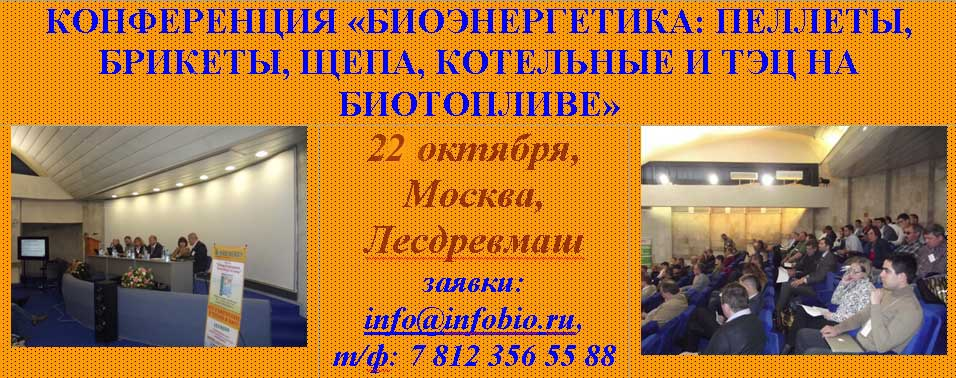 КОНФЕРЕНЦИЯ «БИОЭНЕРГЕТИКА: ПЕЛЛЕТЫ,
БРИКЕТЫ, ЩЕПА, КОТЕЛЬНЫЕ И ТЭЦ НА
БИОТОПЛИВЕ»
22 октября,
Москва,
Лесдревмаш
заявки:
info@infobio.ru,
т/ф: 7 812 356 55 88